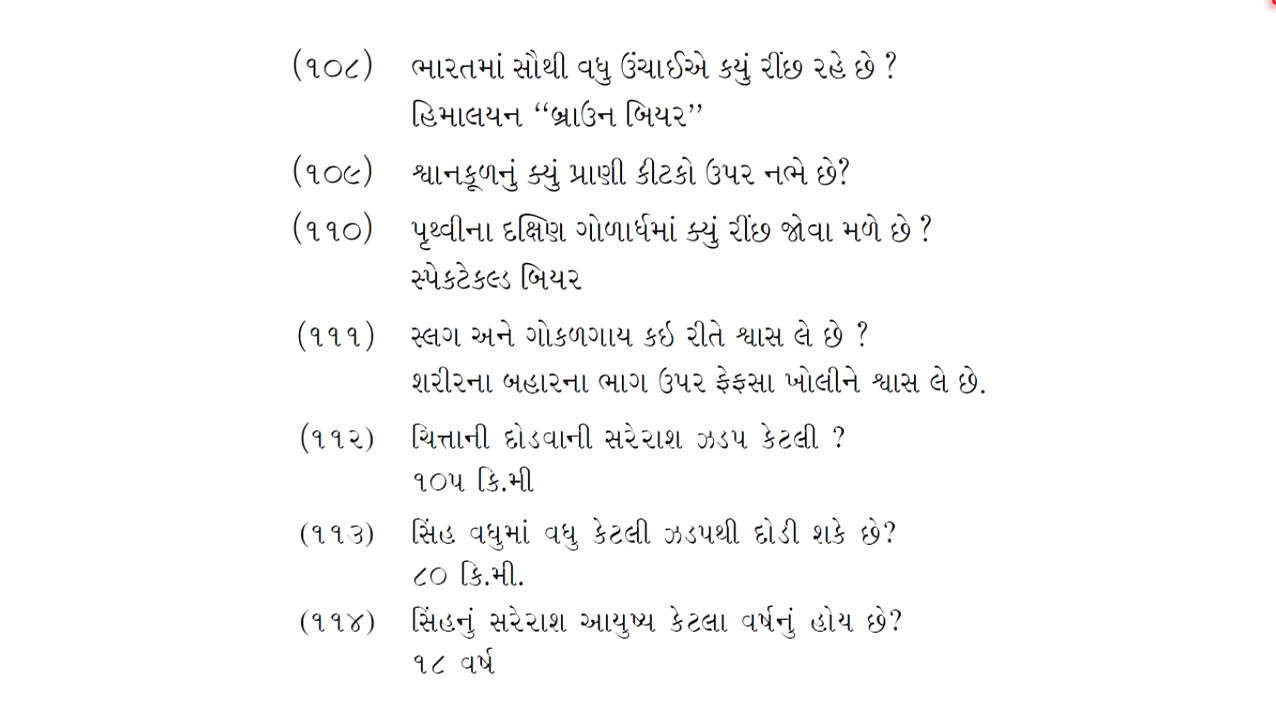 (૧૦૮) ભારતમાં સૌથી વધુ ઉંચાઈએ કયું રીંછ રહે છે ?
હિમાલયન “બ્રાઉન બિયર”
(૧૦૯) શ્વાનકૂળનું ક્યું પ્રાણી કીટકો ઉપર નભે છે?
(૧૧૦) પૃથ્વીના દક્ષિણ ગોળાર્ધમાં ક્યું રીંછ જોવા મળે છે ?
સ્પેકટેકલ્ડ બિયર
(૧૧૧) સ્લગ અને ગોકળગાય કઇ રીતે શ્વાસ લે છે ?
શરીરના બહારના ભાગ ઉપર ફેફસા ખોલીને શ્વાસ લે છે.
(૧૧૨) ચિત્તાની દોડવાની સરેરાશ ઝડપ કેટલી ?
૧૦૫ કિ.મી
(૧૧૩) સિંહ વધુમાં વધુ કેટલી ઝડપથી દોડી શકે છે?
૮૦ કિ.મી.
(૧૧૪) સિંહનું સરેરાશ આયુષ્ય કેટલા વર્ષનું હોય છે?
૧૮ વર્ષ